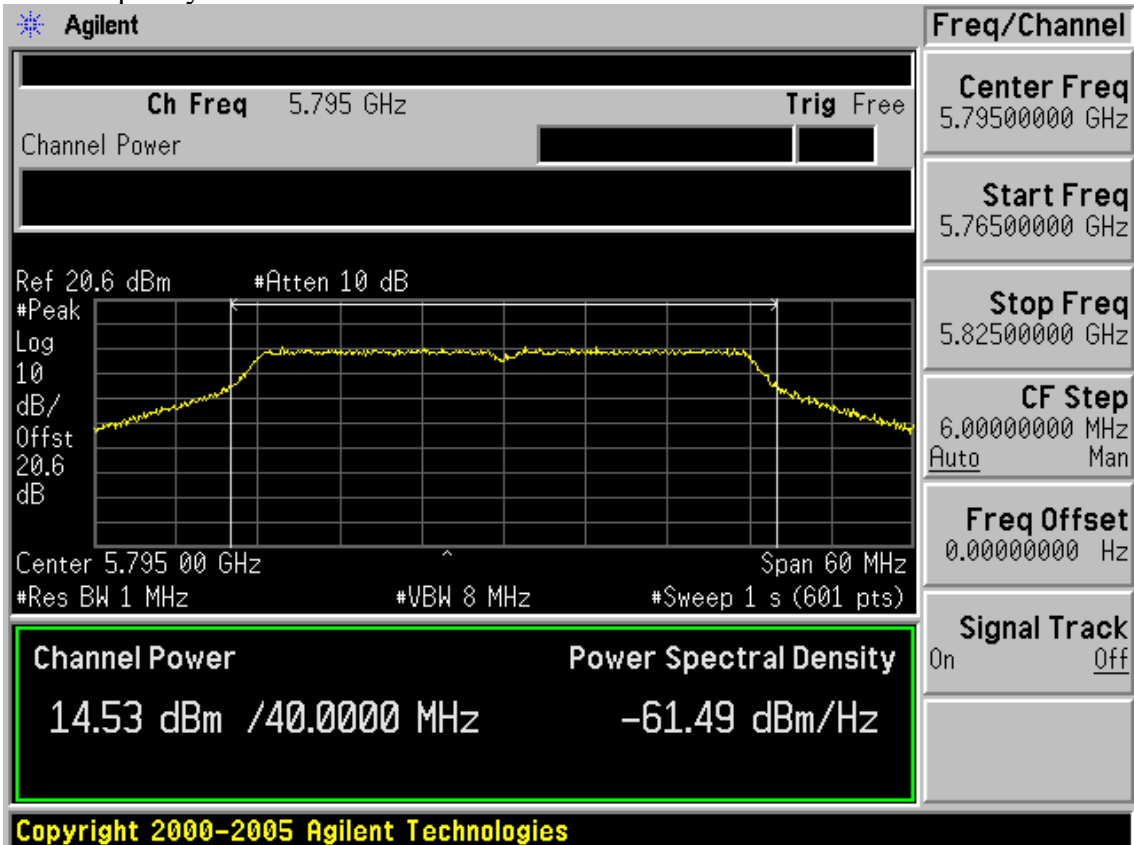 Agilent
Freq/Channel
Ch Freq 5.795 GHz Trig Free
Channel Power
Center Freq
5.79500000 GHz
Start Freq
5.76500000 GHz
Stop Freq
5.82500000 GHz
CF Step
6.00000000 MHz
Auto Man
Freq Offset
0.00000000 Hz
Signal Track
On Off
Ref 20.6 dBm #Atten 10 dB
#Peak
Log
10
dB/
Offst
20.6
dB
Center 5.795 00 GHz Span 60 MHz
#Res BW 1 MHz #VBW 8 MHz #Sweep 1 s (601 pts)
Channel Power Power Spectral Density
14.53 dBm /40.0000 MHz -61.49 dBm/Hz
Copyright 2000-2005 Agilent Technologies